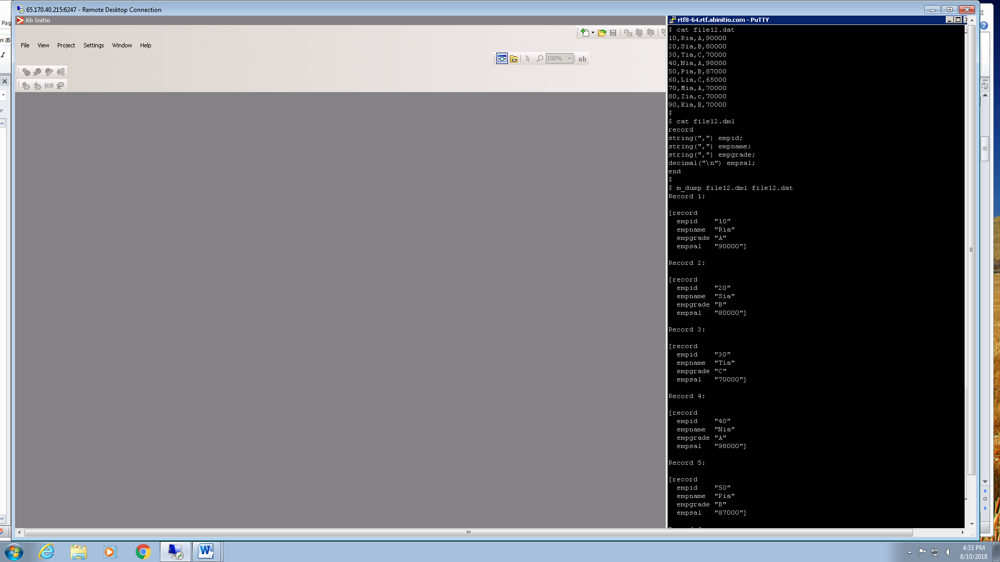 65.170.40.215:6247 - Remote Desktop Connection
Ab Initio
File View Project Settings Window Help
100%
ab
Pag
ri (B
I
rtf8-64.rtf.abinitio.com - PuTTY
$ cat file12.dat
10,Ria,A,90000
20,Sia,B,80000
30,Tia,C,70000
40,Nia,A,98000
50,Pia,B,87000
60,Lia,C,65000
70,Mia,A,70000
80,Zia,c,70000
90,Kia,B,70000
$
$ cat file12.dml
record
string(",") empid;
string(",") empname;
string(",") empgrade;
decimal("\n") empsal;
end
$
$ m_dump file12.dml file12.dat
Record 1:
[record
empid "10"
empname "Ria"
empgrade "A"
empsal "90000"]
Record 2:
[record
empid "20"
empname "Sia"
empgrade "B"
empsal "80000"]
Record 3:
[record
empid "30"
empname "Tia"
empgrade "C"
empsal "70000"]
Record 4:
[record
empid "40"
empname "Nia"
empgrade "A"
empsal "98000"]
Record 5:
[record
empid "50"
empname "Pia"
empgrade "B"
empsal "87000"]
4:33 PM
8/10/2018